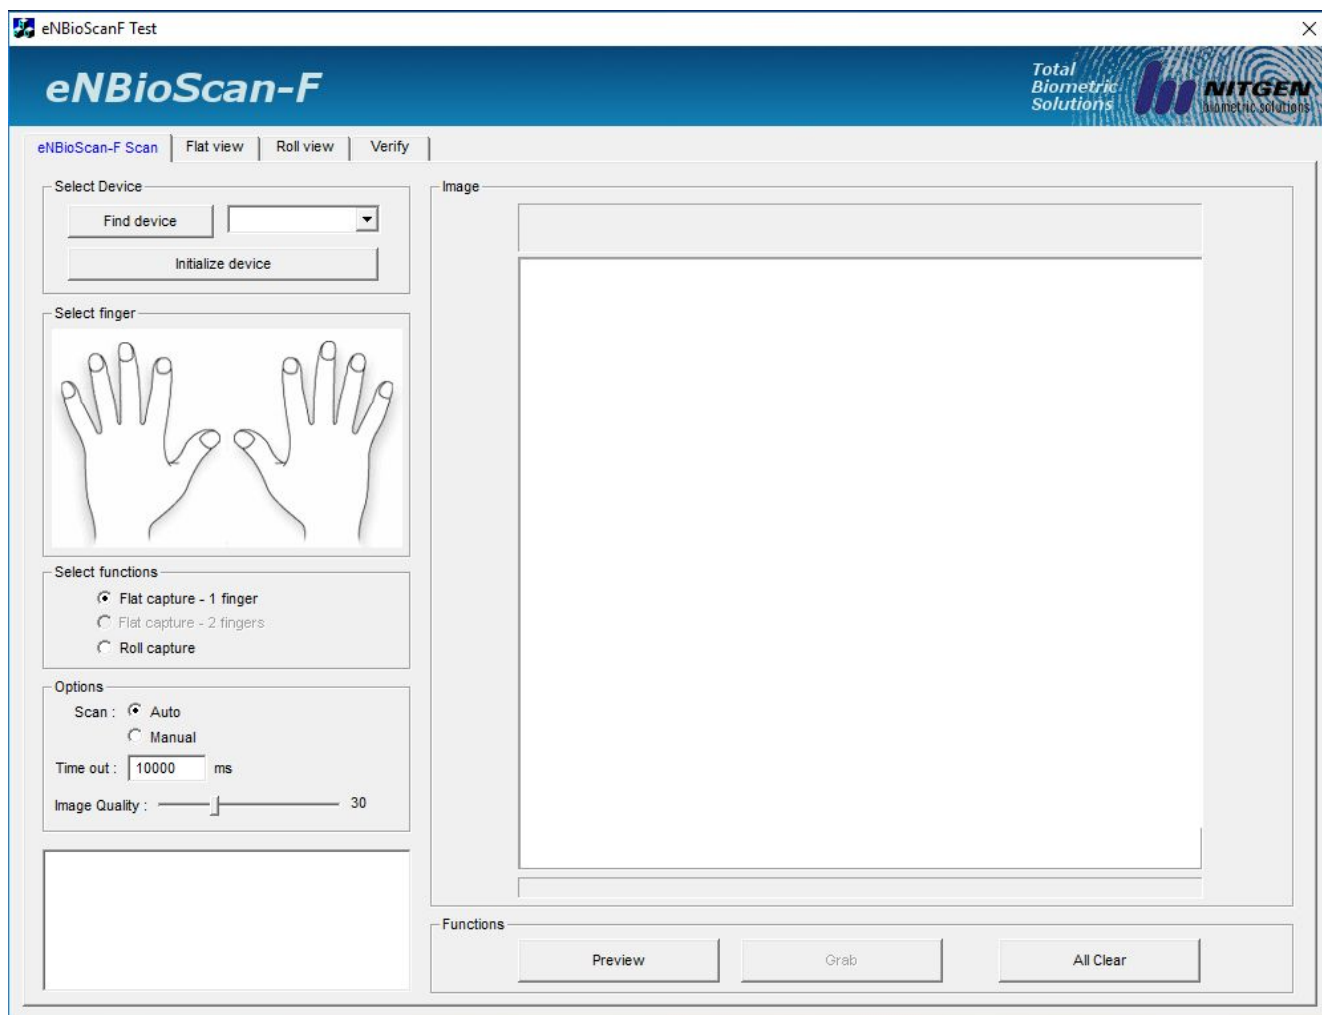 eNBioScanF Test
eNBioScan-F
Total
Biometric
Solutions
NITGEN
biometric solutions
eNBioScan-F Scan
Flat view
Roll view
Verify
Select Device
Find device
Initialize device
Select finger
Select functions
Flat capture - 1 finger
Flat capture - 2 fingers
Roll capture
Options
Scan : Auto
Manual
Time out : 10000 ms
Image Quality : 30
Image
Functions
Preview
Grab
All Clear